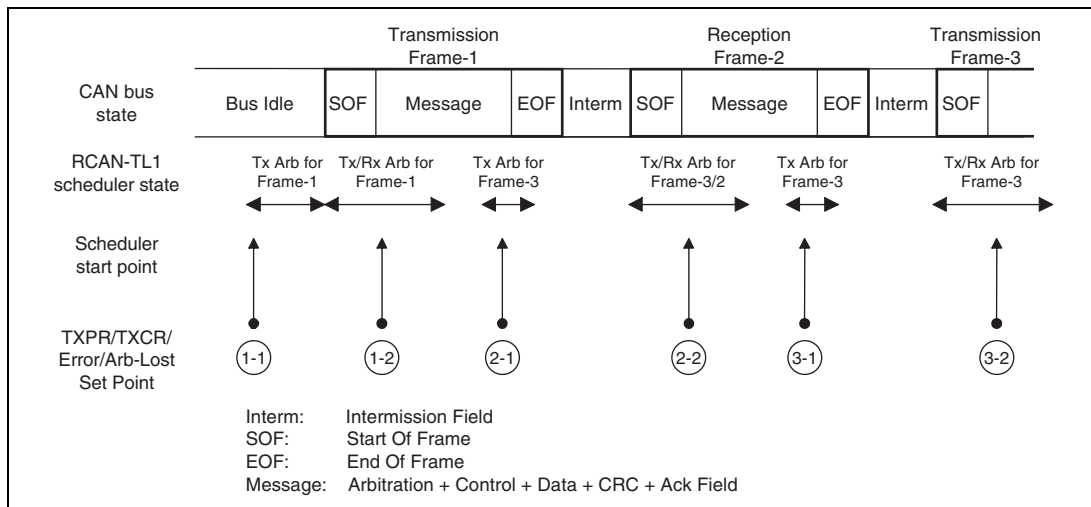 Transmission
Frame-1
Reception
Frame-2
Transmission
Frame-3
CAN bus
state
Bus Idle
SOF
Message
EOF
Interm
SOF
Message
EOF
Interm
SOF
RCAN-TL1
scheduler state
Tx Arb for
Frame-1
Tx/Rx Arb for
Frame-1
Tx Arb for
Frame-3
Tx/Rx Arb for
Frame-3/2
Tx Arb for
Frame-3
Tx/Rx Arb for
Frame-3
Scheduler
start point
TXPR/TXCR/
Error/Arb-Lost
Set Point
1-1
1-2
2-1
2-2
3-1
3-2
Interm: Intermission Field
SOF: Start Of Frame
EOF: End Of Frame
Message: Arbitration + Control + Data + CRC + Ack Field